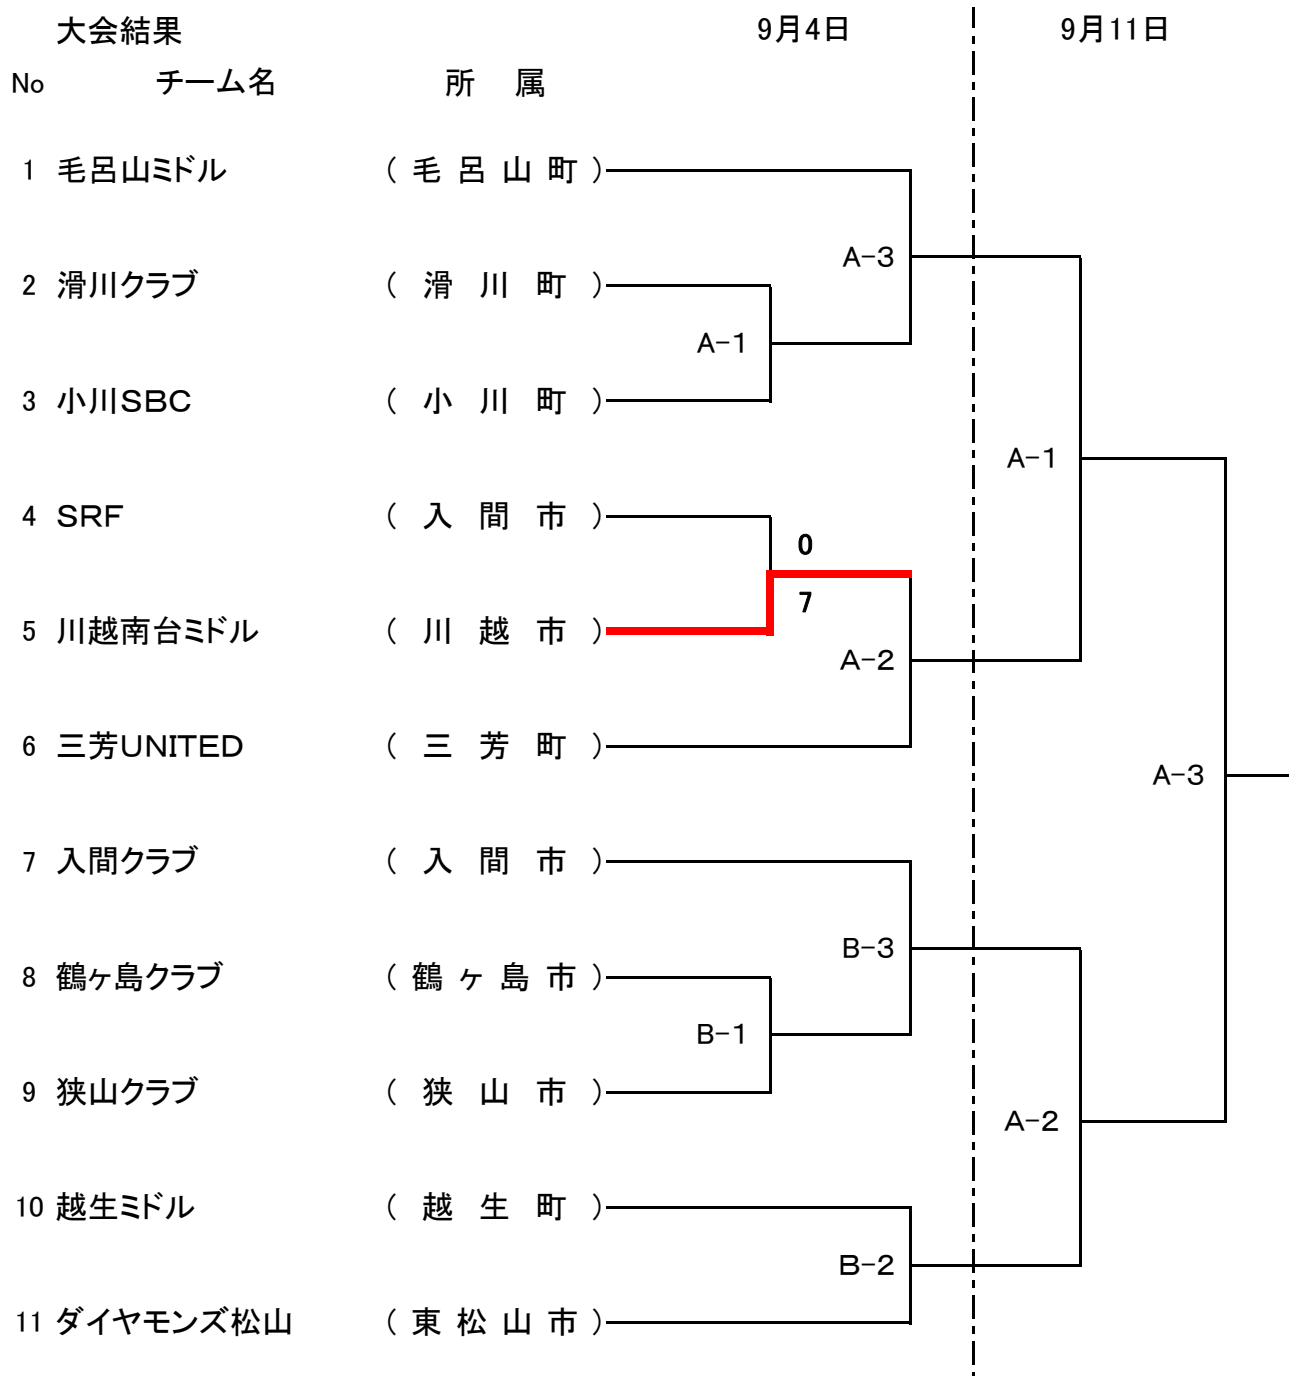 大会結果 9月4日 9月11日
No チーム名 所 属
1 毛呂山ミドル ( 毛 呂 山 町 )
A-3
2 滑川クラブ ( 滑 川 町 )
A-1
3 小川SBC ( 小 川 町 )
A-1
4 SRF ( 入 間 市 )
0
7
5 川越南台ミドル ( 川 越 市 )
A-2
6 三芳UNITED ( 三 芳 町 )
A-3
7 入間クラブ ( 入 間 市 )
B-3
8 鶴ヶ島クラブ ( 鶴 ヶ 島 市 )
B-1
9 狭山クラブ ( 狭 山 市 )
A-2
10 越生ミドル ( 越 生 町 )
B-2
11 ダイヤモンズ松山 ( 東 松 山 市 )